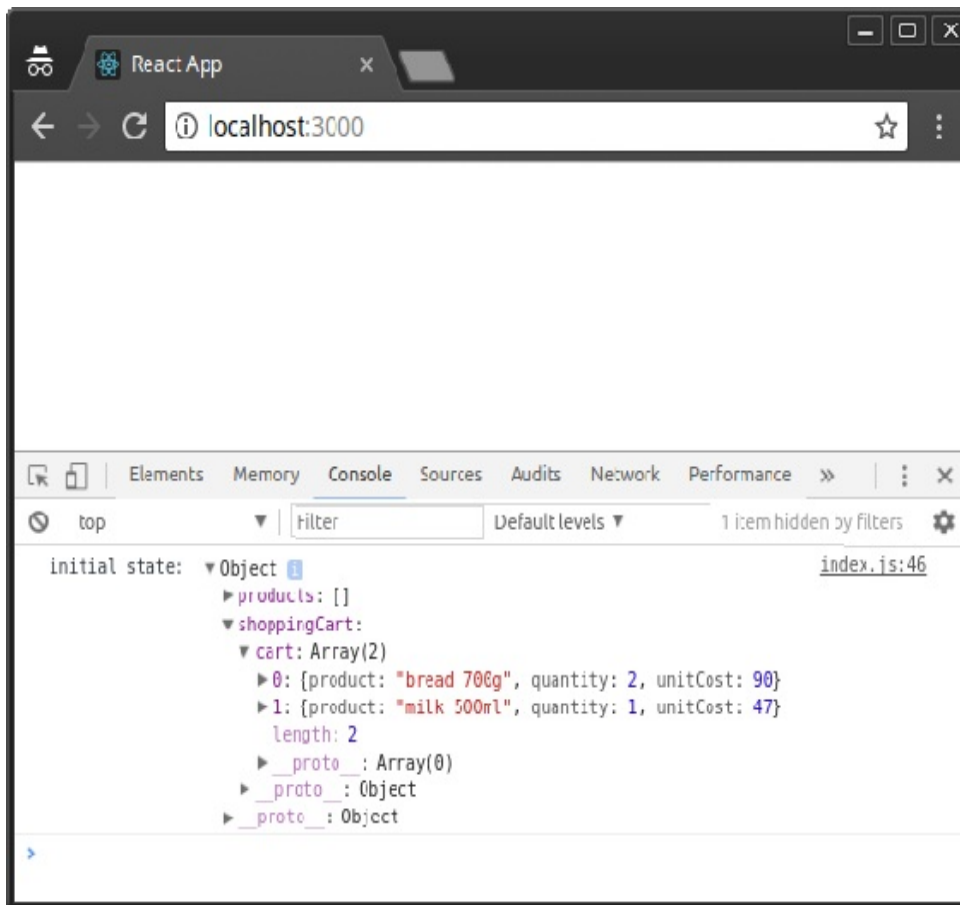 React App
localhost:3000
Elements Memory Console Sources Audits Network Performance »
top Filter Default levels 1 item hidden by filters
initial state: Object i index.js:46
products: []
shoppingCart:
cart: Array(2)
0: {product: "bread 700g", quantity: 2, unitCost: 90}
1: {product: "milk 500ml", quantity: 1, unitCost: 47}
length: 2
__proto__: Array(0)
__proto__: Object
__proto__: Object